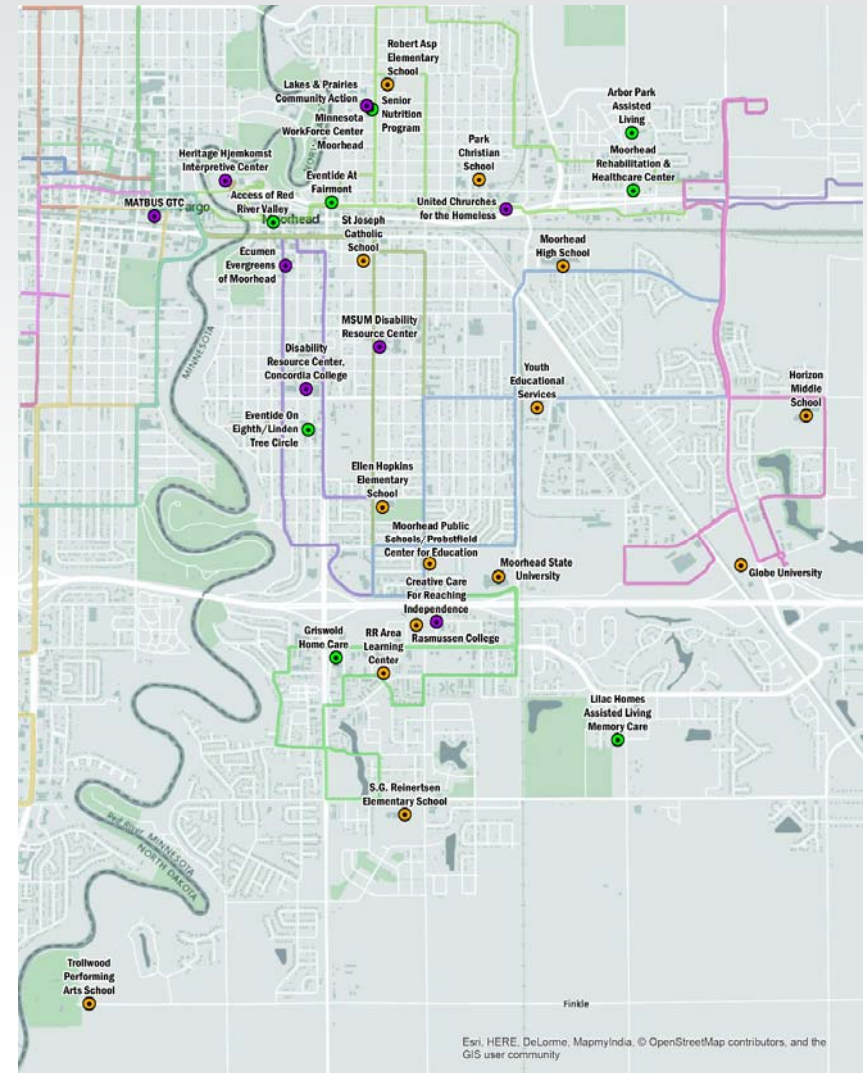 Robert Asp
Elementary
School
Lakes & Prairies
Community Action
Minnesota
WorkForce Center
- Moorhead
Senior
Nutrition
Program
Arbor Park
Assisted
Living
Moorhead
Rehabilitation &
Healthcare Center
Park
Christian
School
Heritage Hjemkomst
Interpretive Center
Eventide At
Fairmont
Access of Red
River Valley
MATBUS GTC
Fargo
Moorhead
United Chrurches
for the Homeless
St Joseph
Catholic
School
Moorhead
High School
Ecumen
Evergreens
of Moorhead
MSUM Disability
Resource Center
MINNESOTA
Disability
Resource Center,
Concordia College
Youth
Educational
Services
Horizon
Middle
School
Eventide On
Eighth/Linden
Tree Circle
Ellen Hopkins
Elementary
School
Moorhead Public
Schools/Probstfield
Center for Education
Moorhead State
University
Globe University
Creative Care
For Reaching
Independence
Rasmussen College
Griswold
Home Care
RR Area
Learning
Center
Lilac Homes
Assisted Living
Memory Care
S.G. Reinertsen
Elementary School
Red River
MINNESOTA
NORTH DAKOTA
Trollwood
Performing
Arts School
Finkle
Esri, HERE, DeLorme, MapmyIndia, © OpenStreetMap contributors, and the
GIS user community